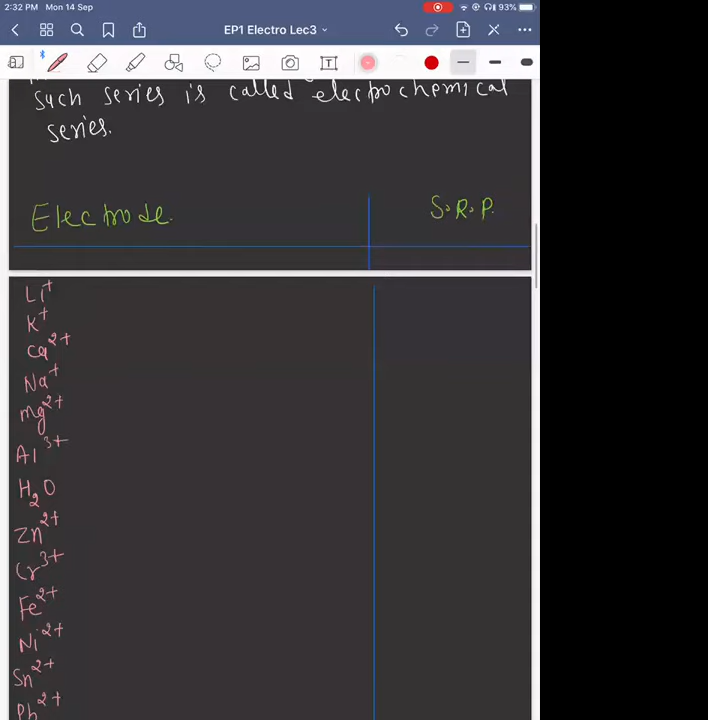 2:32 PM Mon 14 Sep
93%
EP1 Electro Lec3
such series is called electrochemical
series.
Electrode.
S.R.P.
Li⁺
K⁺
Ca²⁺
Na⁺
Mg²⁺
Al³⁺
H₂O
Zn²⁺
Cr³⁺
Fe²⁺
Ni²⁺
Sn²⁺
Pb²⁺